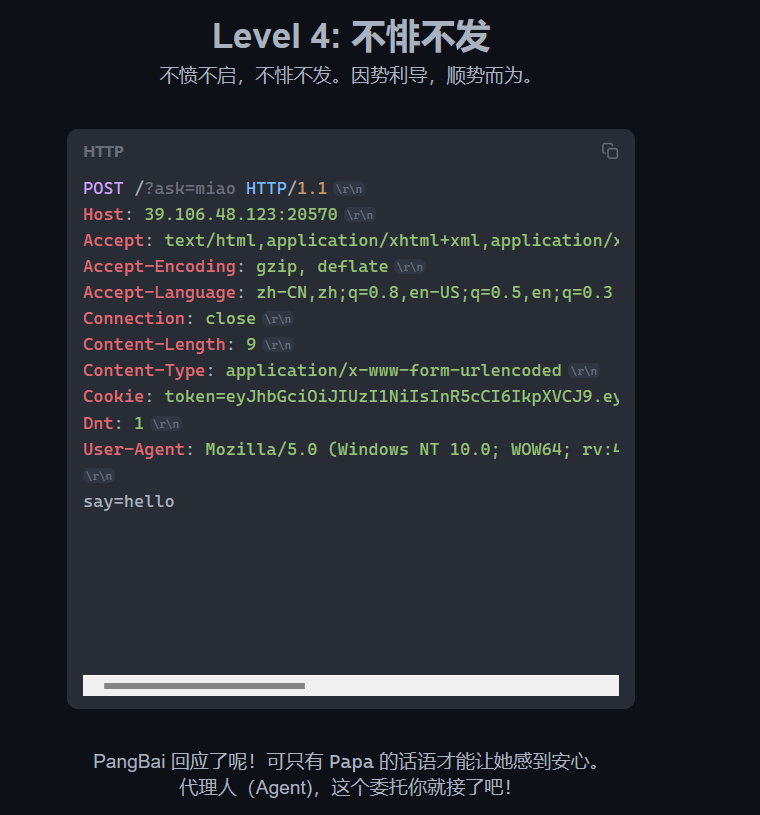 Level 4: 不悱不发
不愤不启，不悱不发。因势利导，顺势而为。
HTTP
POST /?ask=miao HTTP/1.1 \r\n
Host: 39.106.48.123:20570 \r\n
Accept: text/html,application/xhtml+xml,application/x
Accept-Encoding: gzip, deflate \r\n
Accept-Language: zh-CN,zh;q=0.8,en-US;q=0.5,en;q=0.3
Connection: close \r\n
Content-Length: 9 \r\n
Content-Type: application/x-www-form-urlencoded \r\n
Cookie: token=eyJhbGciOiJIUzI1NiIsInR5cCI6IkpXVCJ9.ey
Dnt: 1 \r\n
User-Agent: Mozilla/5.0 (Windows NT 10.0; WOW64; rv:4
\r\n
say=hello
PangBai 回应了呢！可只有 Papa 的话语才能让她感到安心。
代理人（Agent），这个委托你就接了吧！